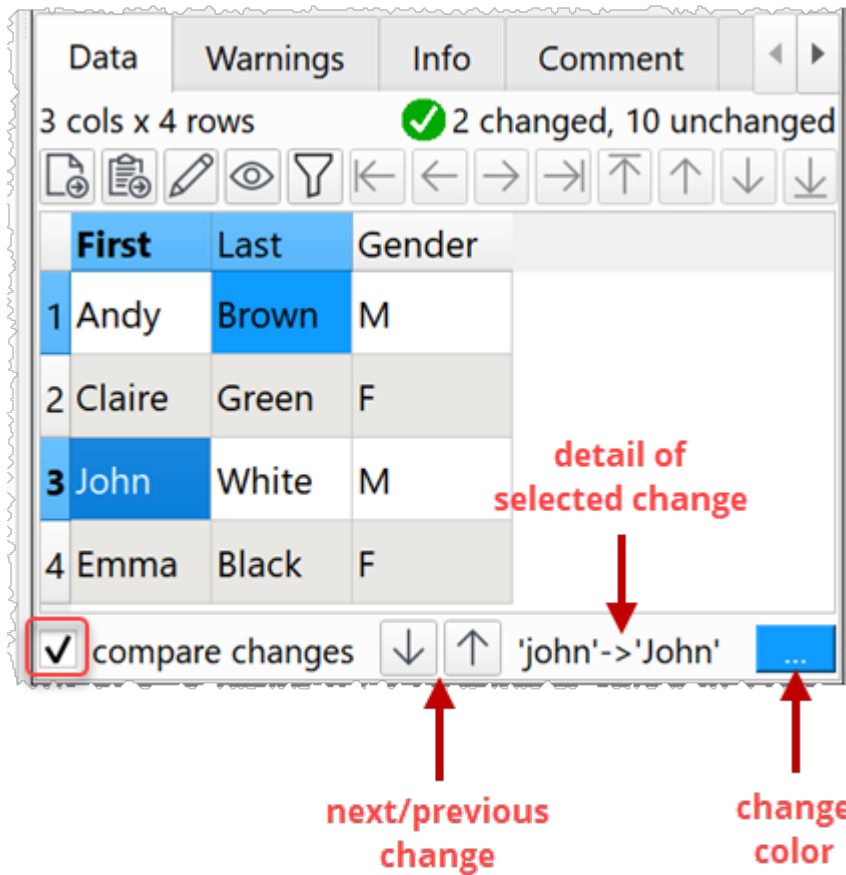 Data Warnings Info Comment
3 cols x 4 rows 2 changed, 10 unchanged
First Last Gender
1 Andy Brown M
2 Claire Green F
3 John White M
4 Emma Black F
detail of
selected change
compare changes 'john'->'John' ...
next/previous
change
change
color